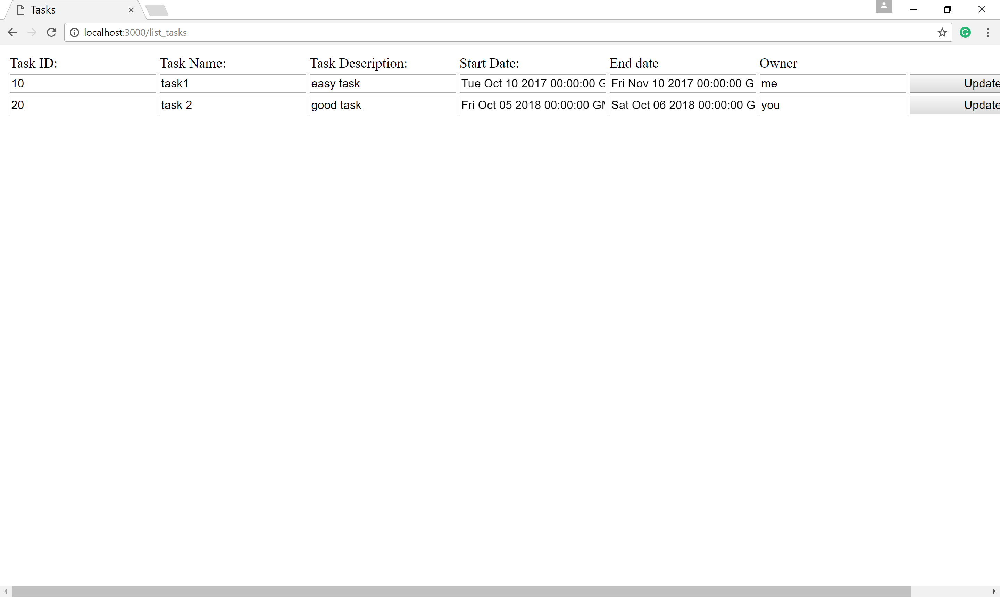 Tasks
localhost:3000/list_tasks
Task ID: Task Name: Task Description: Start Date: End date Owner
10 task1 easy task Tue Oct 10 2017 00:00:00 G Fri Nov 10 2017 00:00:00 G me Update
20 task 2 good task Fri Oct 05 2018 00:00:00 GM Sat Oct 06 2018 00:00:00 G you Update